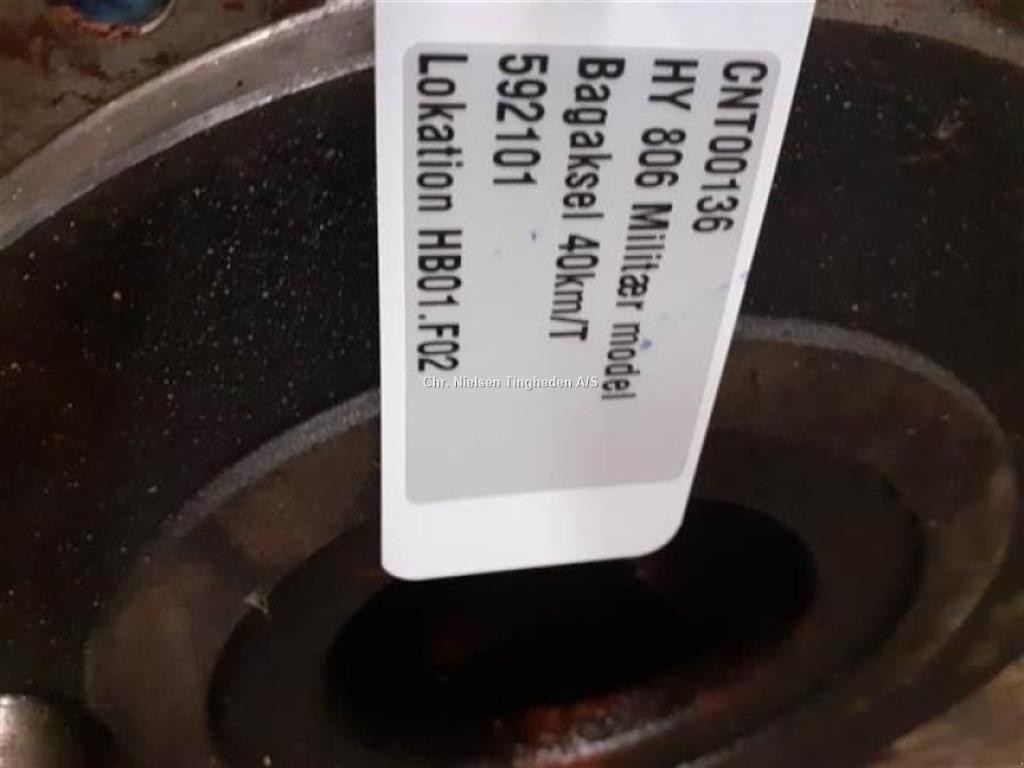 CNT00136
HY 806 Militær model
Bagaksel 40km/T
592101
Lokation HB01.F02
Chr. Nielsen Tingheden A/S